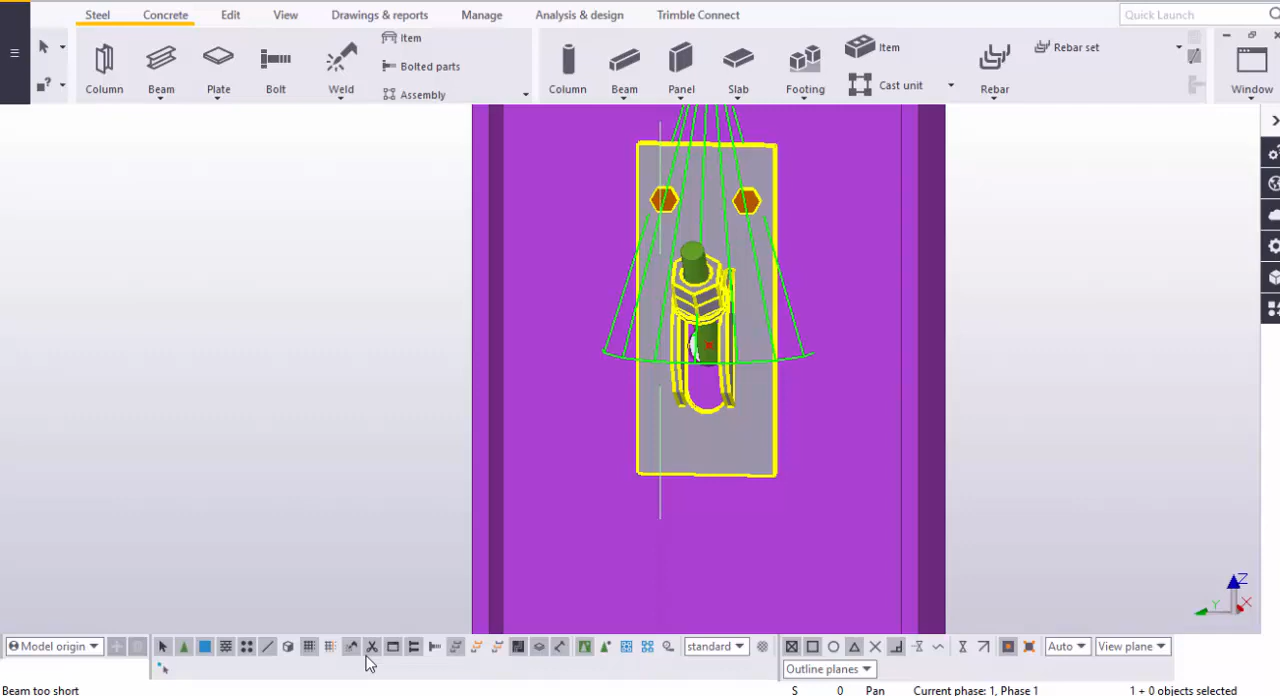 Steel Concrete Edit View Drawings & reports Manage Analysis & design Trimble Connect Quick Launch
Item Item Rebar set
Bolted parts Cast unit
Column Beam Plate Bolt Weld Assembly Column Beam Panel Slab Footing Rebar Window
Z
Y X
Model origin standard Auto View plane
Outline planes
Beam too short S 0 Pan Current phase: 1, Phase 1 1 + 0 objects selected